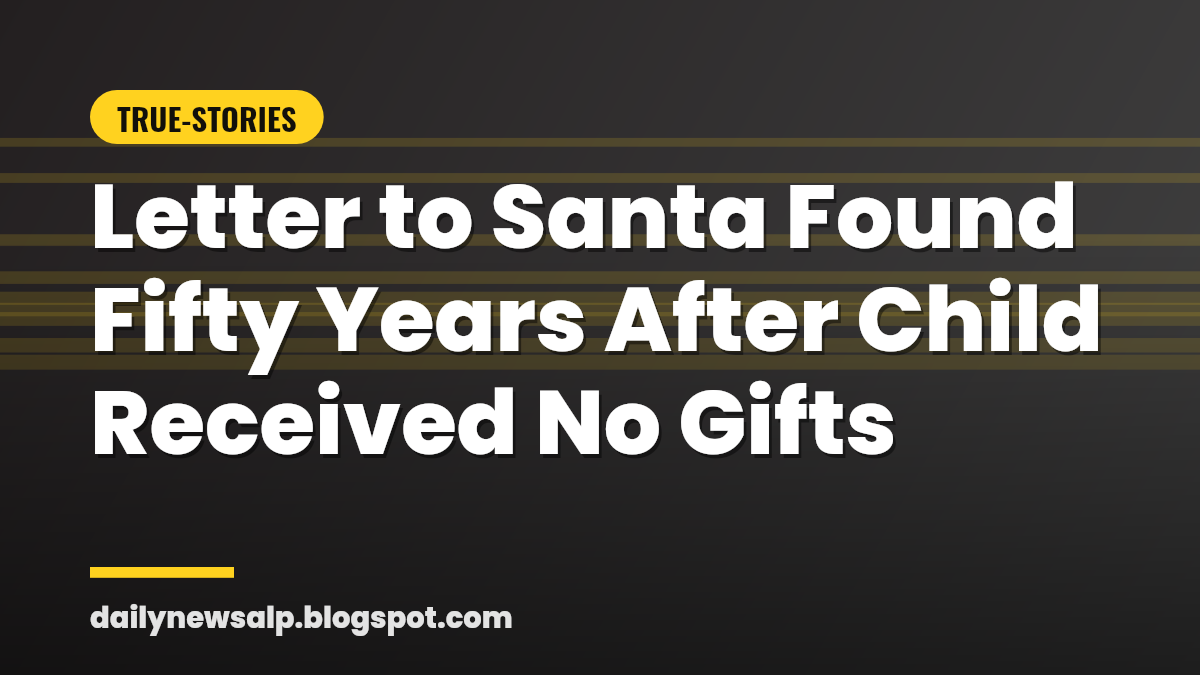 TRUE-STORIES
Letter to Santa Found
Fifty Years After Child
Received No Gifts
dailynewsalp.blogspot.com